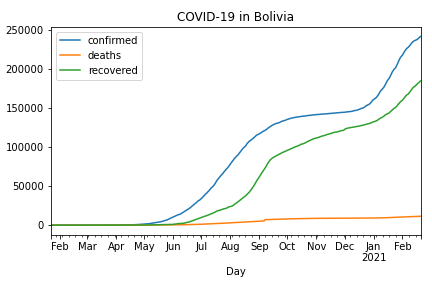 COVID-19 in Bolivia
250000
200000
150000
100000
50000
0
confirmed
deaths
recovered
Feb Mar Apr May Jun Jul Aug Sep Oct Nov Dec Jan Feb
2021
Day